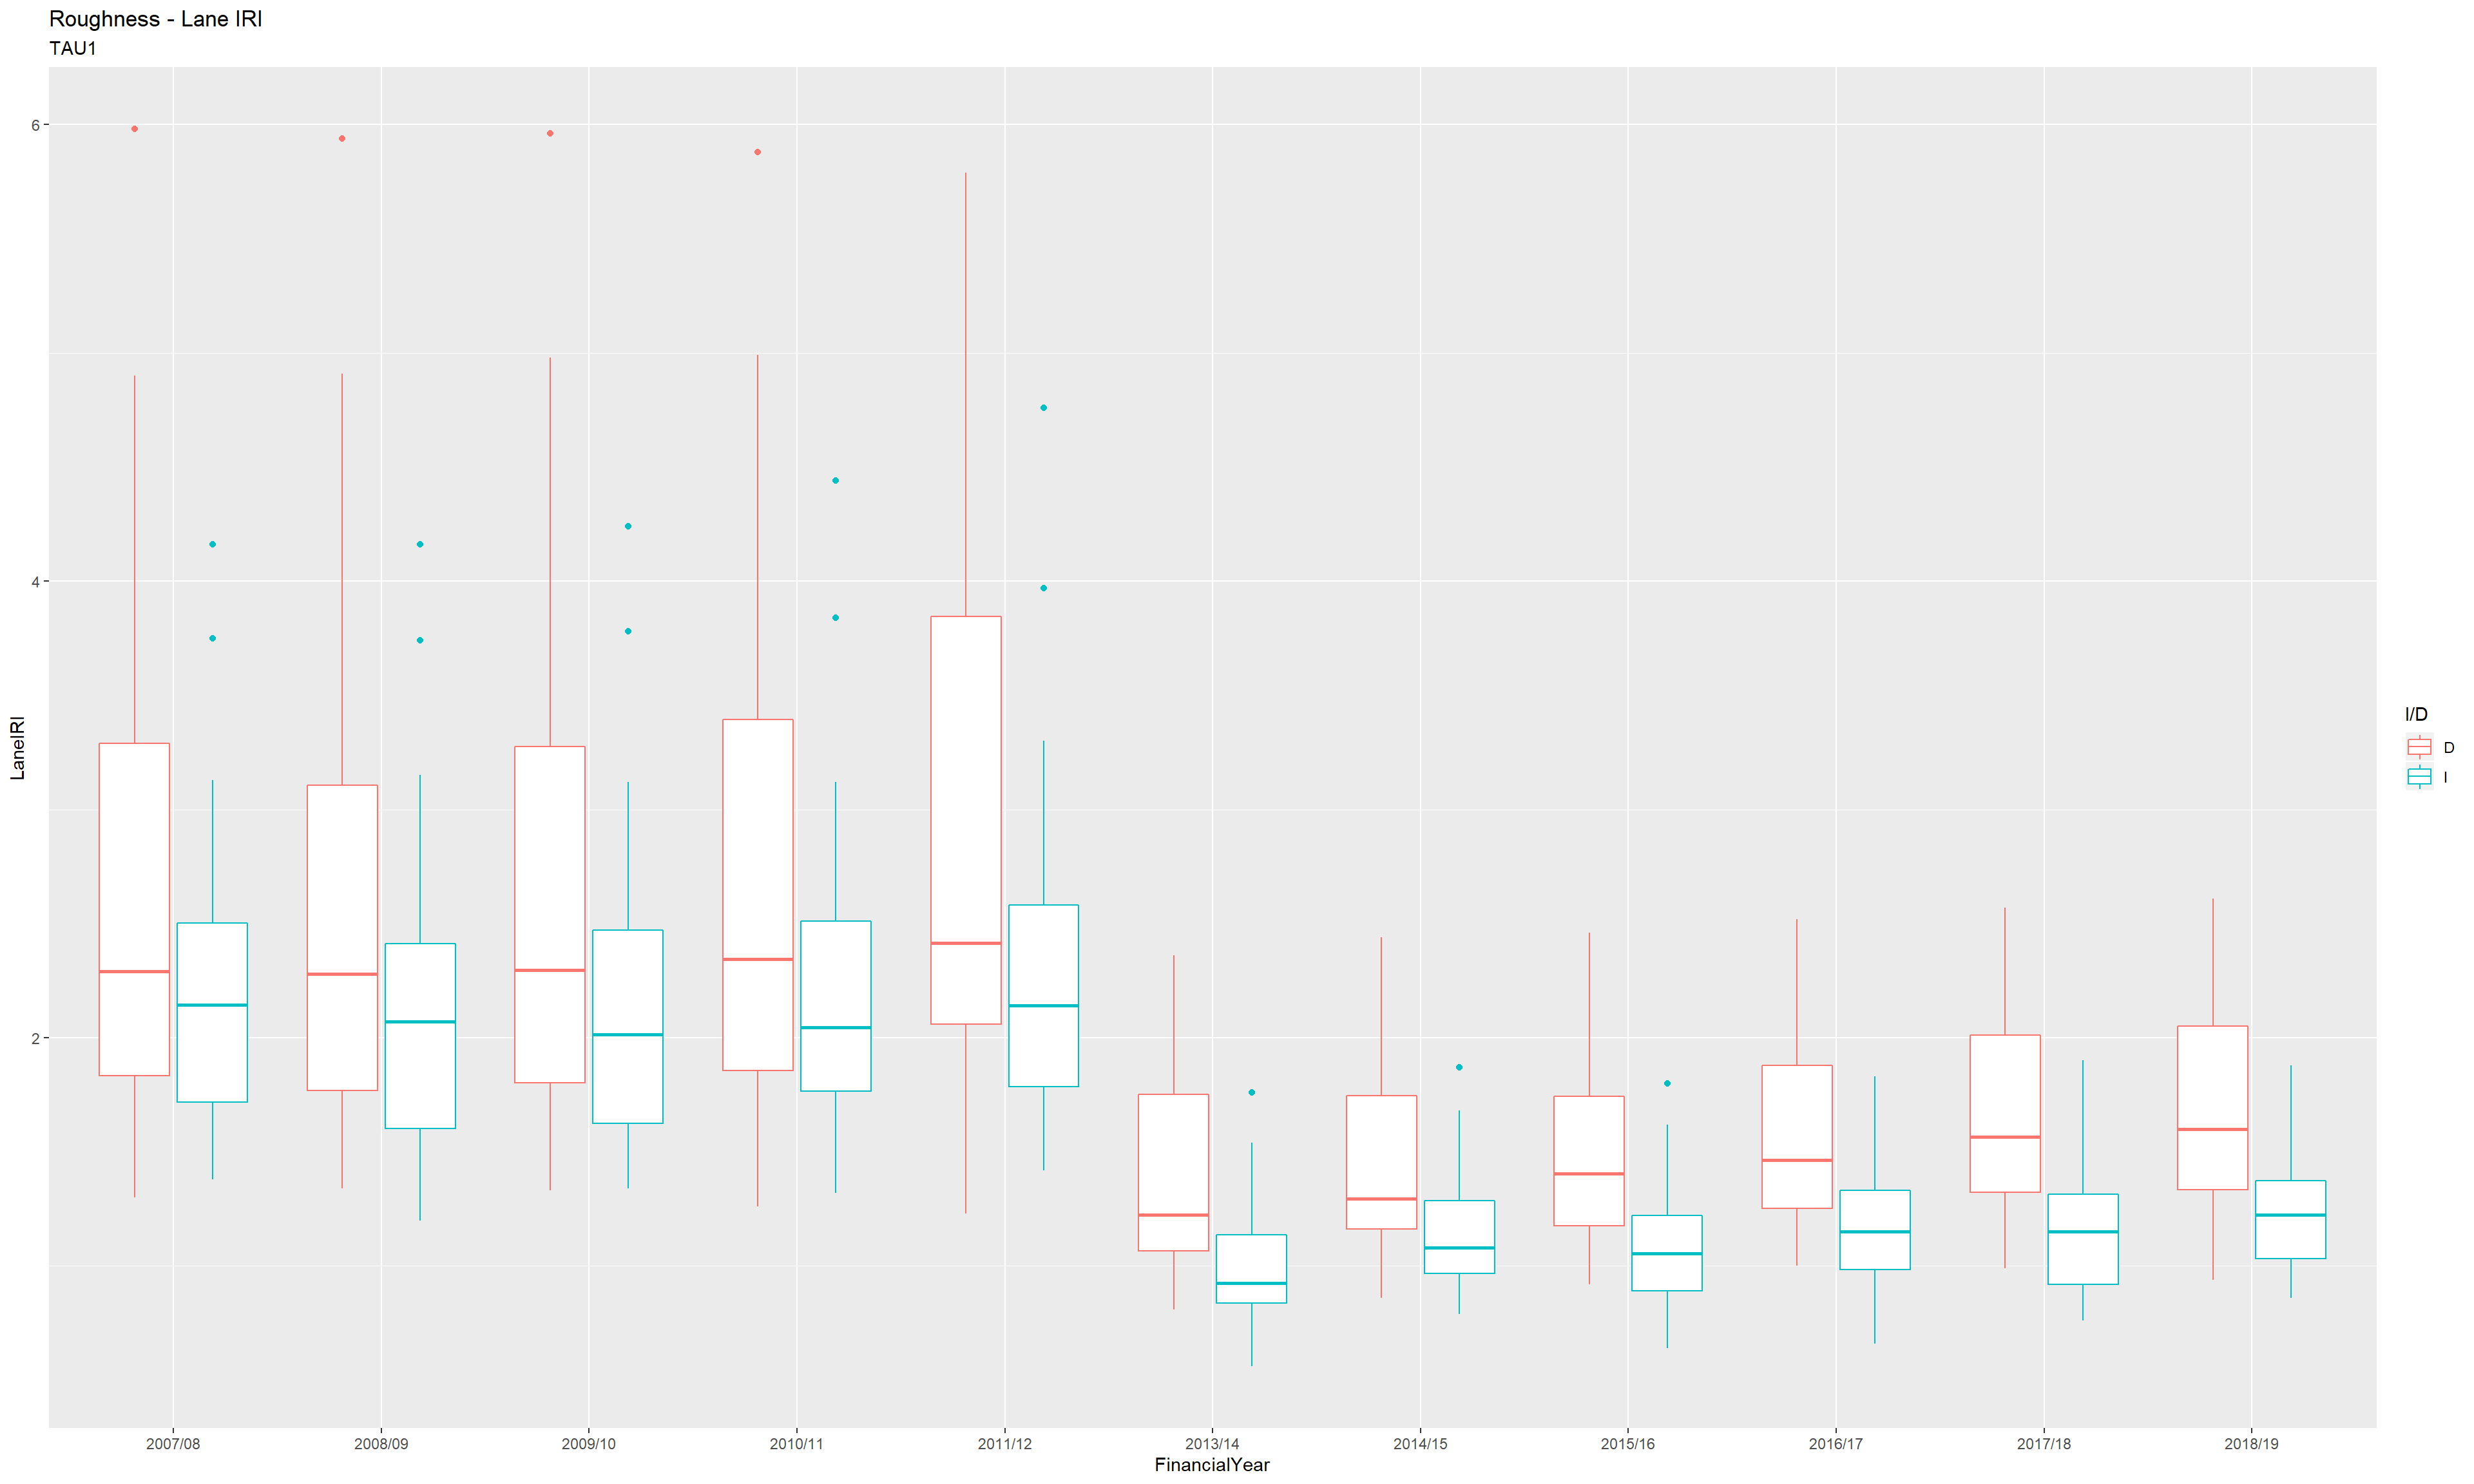 Roughness - Lane IRI
TAU1
LaneIRI
6
4
2
2007/08
2008/09
2009/10
2010/11
2011/12
2013/14
2014/15
2015/16
2016/17
2017/18
2018/19
FinancialYear
I/D
D
I